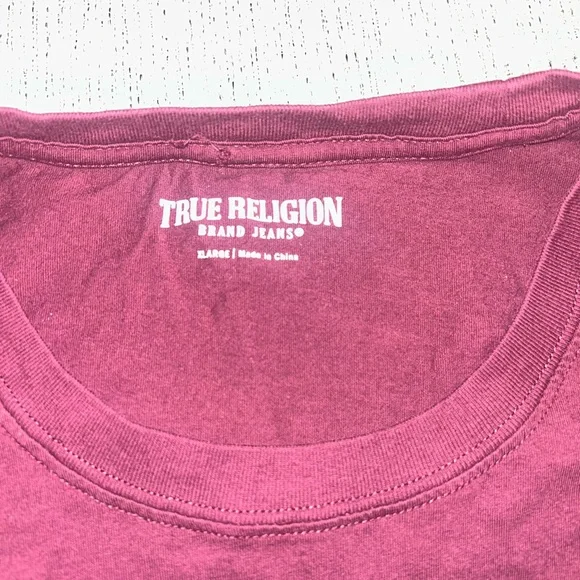 TRUE RELIGION
BRAND JEANS®
XLARGE | Made in China